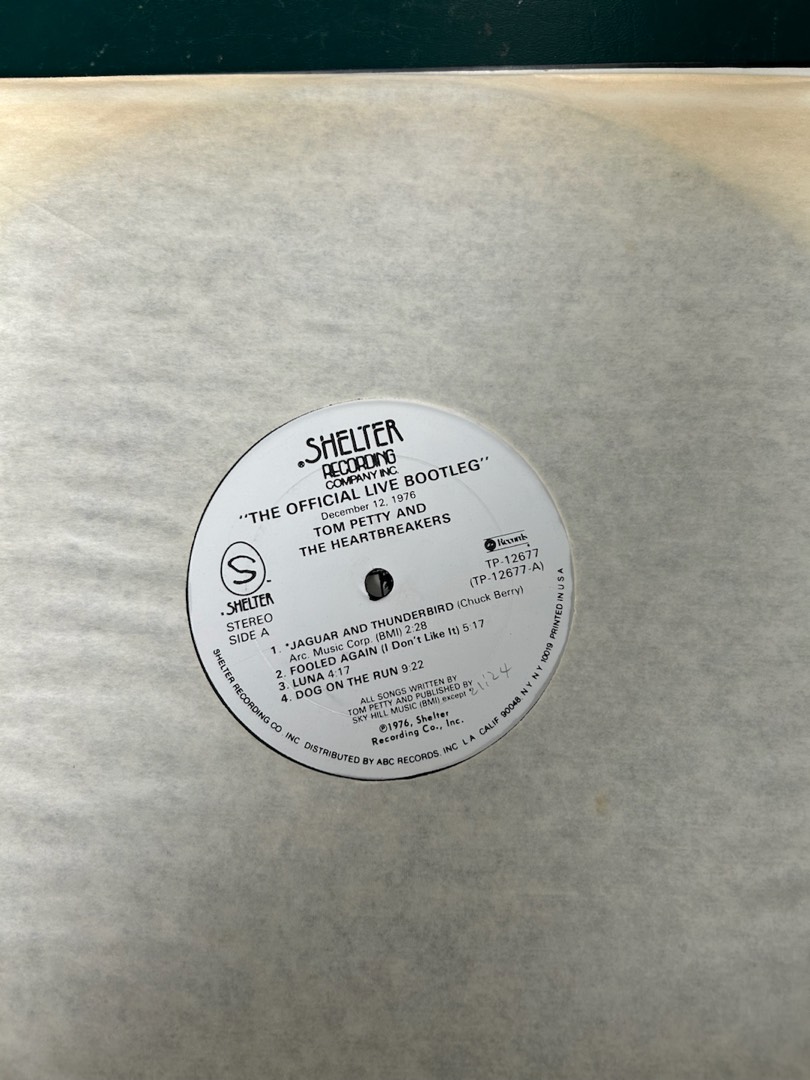 SHELTER
RECORDING
COMPANY INC.
"THE OFFICIAL LIVE BOOTLEG"
December 12, 1976
TOM PETTY AND
THE HEARTBREAKERS
S
SHELTER
STEREO
SIDE A
abc Records
TP-12677
(TP-12677-A)
1. *JAGUAR AND THUNDERBIRD (Chuck Berry)
Arc. Music Corp. (BMI) 2:28
2. FOOLED AGAIN (I Don't Like It) 5 17
3. LUNA 4:17
4. DOG ON THE RUN 9:22
ALL SONGS WRITTEN BY
TOM PETTY AND PUBLISHED BY
SKY HILL MUSIC (BMI) except *
21:24
℗1976, Shelter
Recording Co., Inc.
SHELTER RECORDING CO INC DISTRIBUTED BY ABC RECORDS, INC L A CALIF 90048 N Y N Y 10019 PRINTED IN U S A